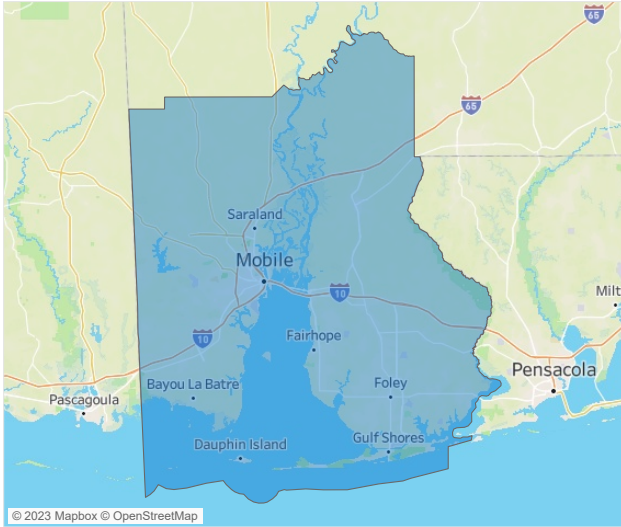 65
65
Saraland
Mobile
10
Milt
10
Fairhope
Pensacola
Bayou La Batre
Foley
Pascagoula
Gulf Shores
Dauphin Island
© 2023 Mapbox © OpenStreetMap